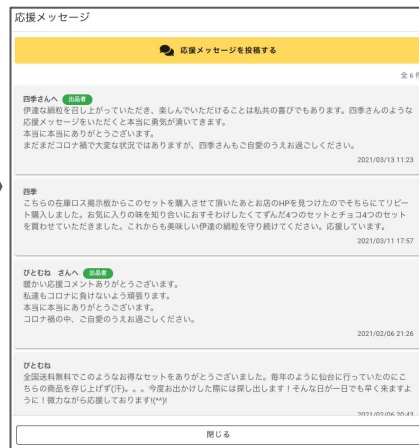 応援メッセージ
応援メッセージを投稿する
全 6 件
四季さんへ 出品者
伊達な絹粒を召し上がっていただき、楽しんでいただけることは私共の喜びでもあります。四季さんのような
応援メッセージをいただくと本当に勇気が湧いてきます。
本当に本当にありがとうございます。
まだまだコロナ禍で大変な状況ではありますが、四季さんもご自愛のうえお過ごしください。
2021/03/13 11:23
四季
こちらの在庫ロス掲示板からこのセットを購入させて頂いたあとお店のHPを見つけたのでそちらにてリピー
ト購入しました。お気に入りの味を知り合いにおすそわけしたくてずんだ4つのセットとチョコ4つのセット
を買わせていただきました。これからも美味しい伊達の絹粒を守り続けてください。応援しています。
2021/03/11 17:57
びとむね さんへ 出品者
暖かい応援コメントありがとうございます。
私達もコロナに負けないよう頑張ります。
本当に本当にありがとうございます。
コロナ禍の中、ご自愛のうえお過ごしください。
2021/02/06 21:26
びとむね
全国送料無料でこのようなお得なセットをありがとうございました。毎年のように仙台に行っていたのにこ
ちらの商品を存じ上げず(汗)。。。今度お出かけした際には探し出します！そんな日が一日でも早く来ますよ
うに！微力ながら応援しております!(^^)!
2021/02/06 20:43
閉じる